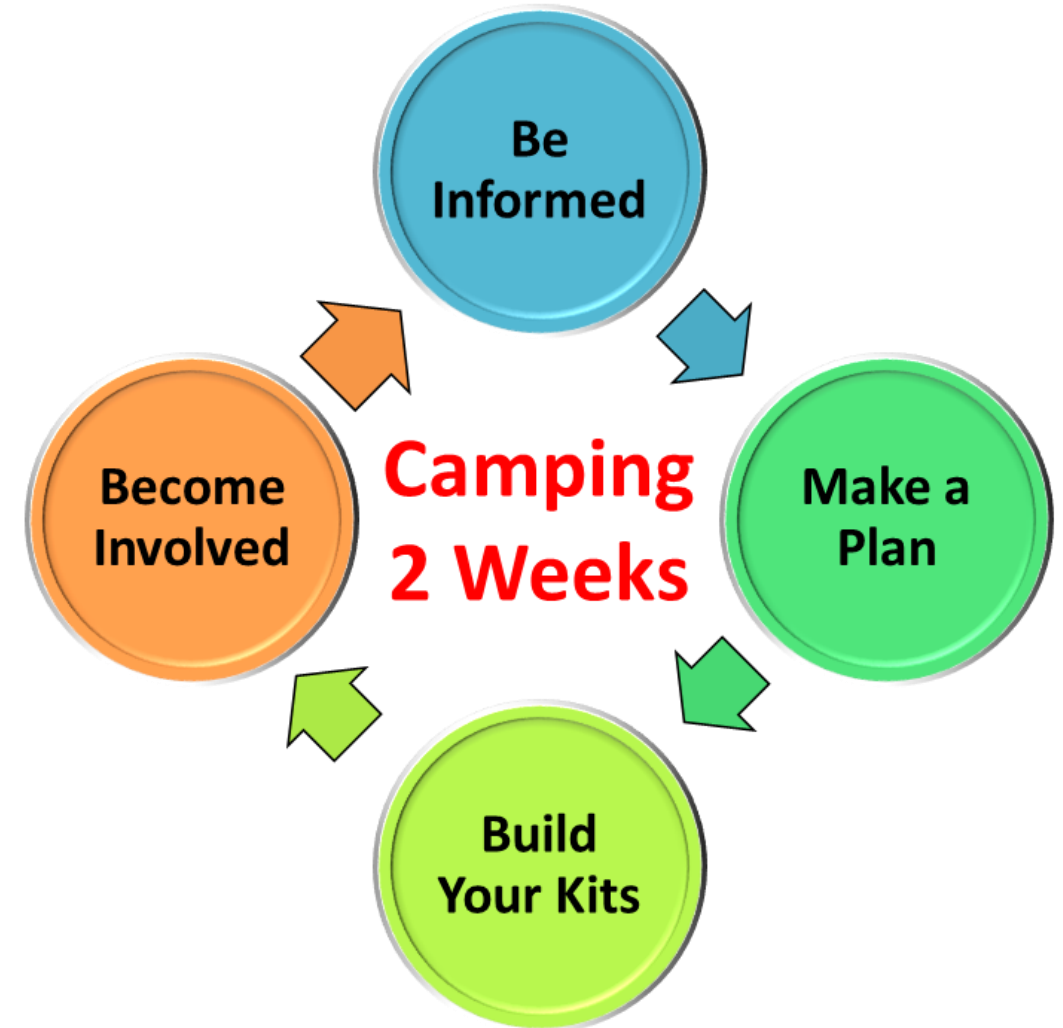 Be
Informed
Make a
Plan
Build
Your Kits
Become
Involved
Camping
2 Weeks